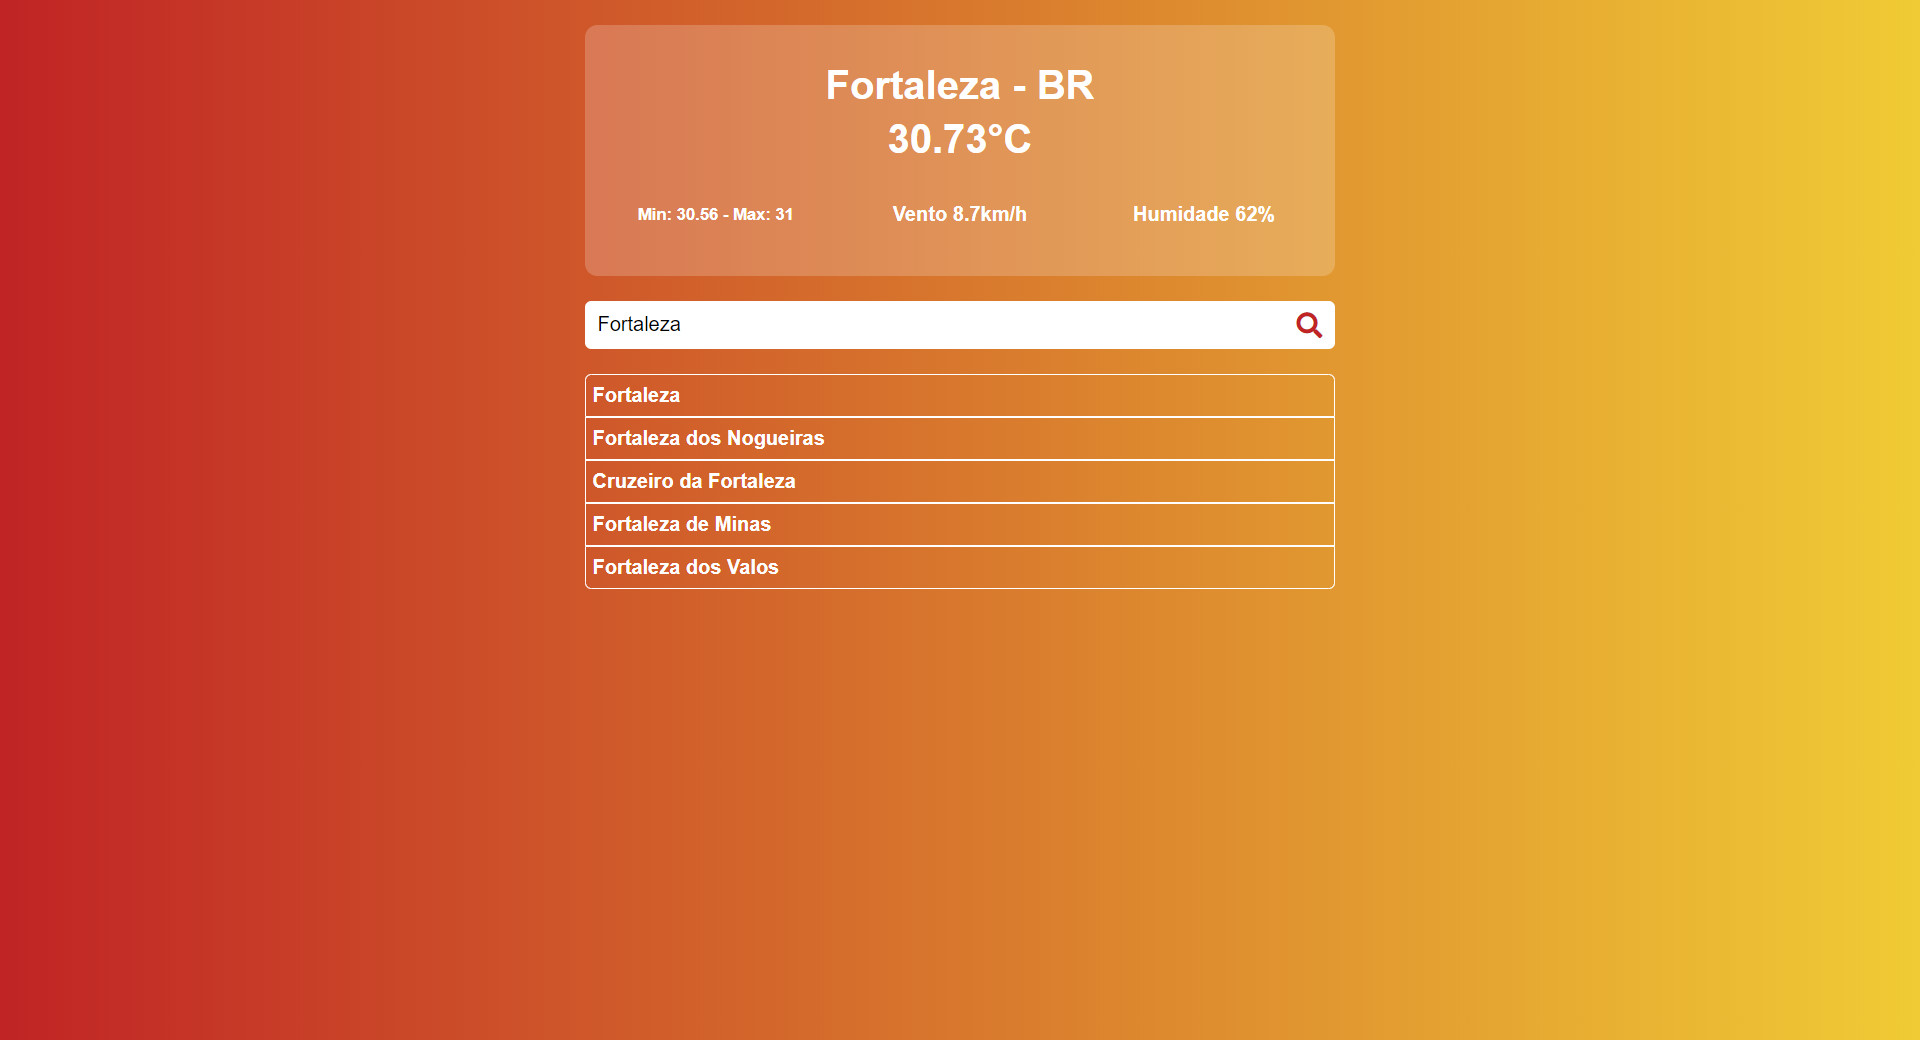 Fortaleza - BR
30.73°C
Min: 30.56 - Max: 31
Vento 8.7km/h
Humidade 62%
Fortaleza
Fortaleza
Fortaleza dos Nogueiras
Cruzeiro da Fortaleza
Fortaleza de Minas
Fortaleza dos Valos